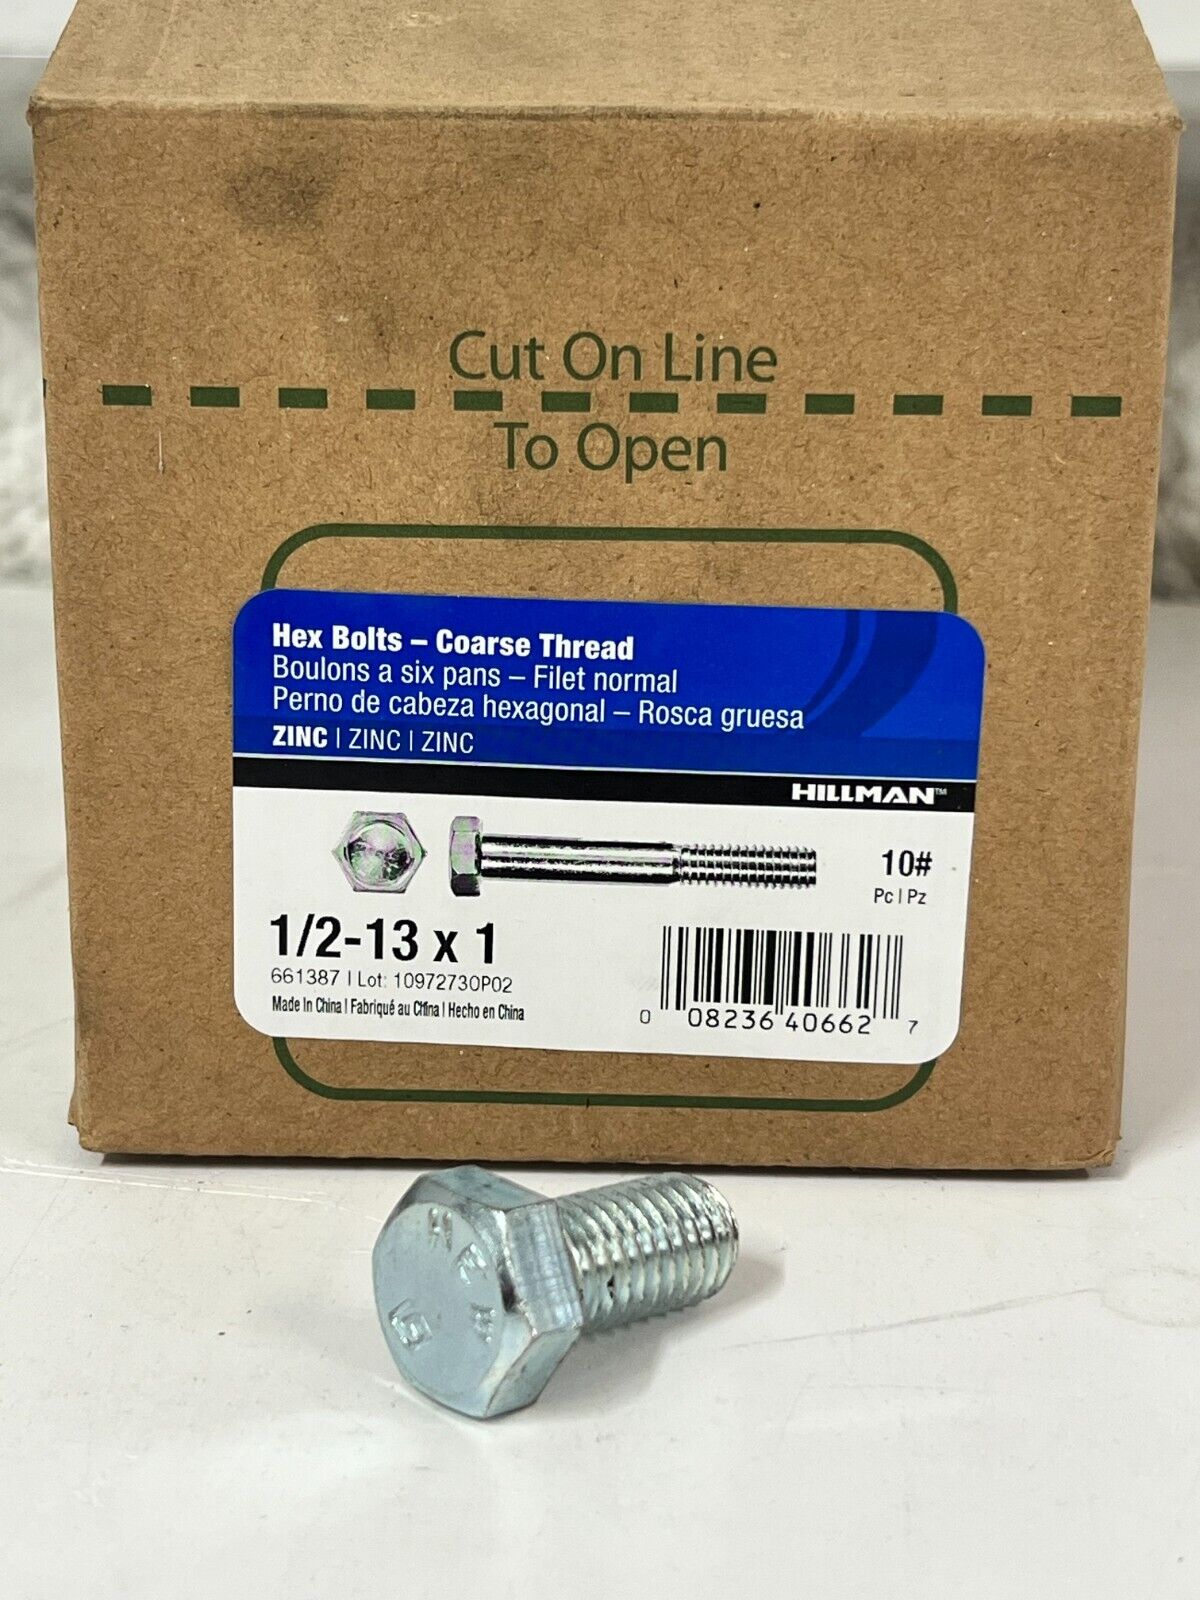 Cut On Line
To Open
Hex Bolts – Coarse Thread
Boulons a six pans – Filet normal
Perno de cabeza hexagonal – Rosca gruesa
ZINC | ZINC | ZINC
HILLMAN™
10#
Pc | Pz
1/2-13 x 1
661387 | Lot: 10972730P02
Made In China | Fabriqué au China | Hecho en China
0 08236 40662 7